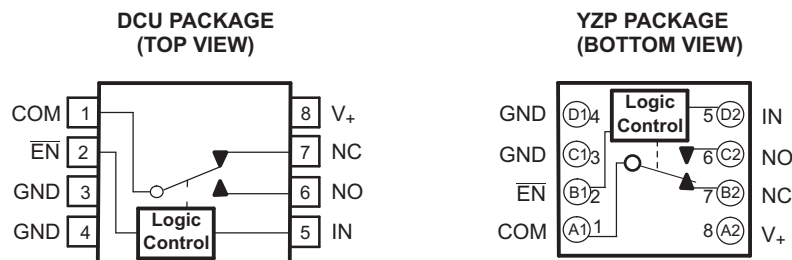 DCU PACKAGE
(TOP VIEW)
COM 1
8 V+
E̅N̅ 2
7 NC
GND 3
6 NO
GND 4
5 IN
Logic
Control
YZP PACKAGE
(BOTTOM VIEW)
GND D1 4
5 D2 IN
Logic
Control
GND C1 3
6 C2 NO
E̅N̅ B1 2
7 B2 NC
COM A1 1
8 A2 V+